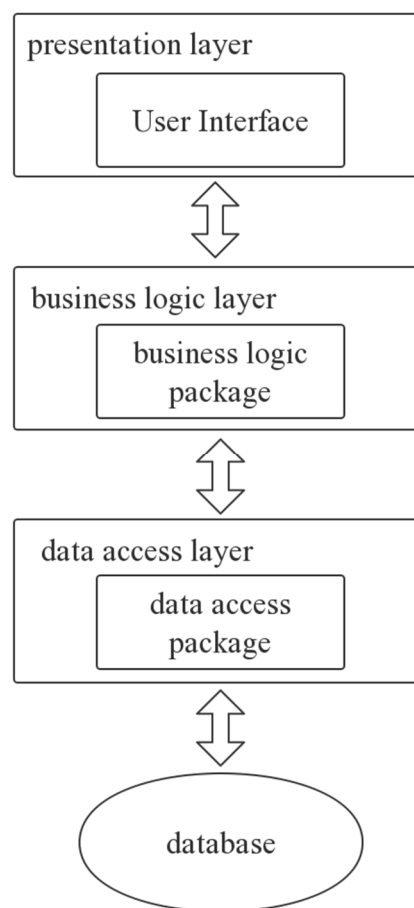 presentation layer
User Interface
business logic layer
business logic
package
data access layer
data access
package
database